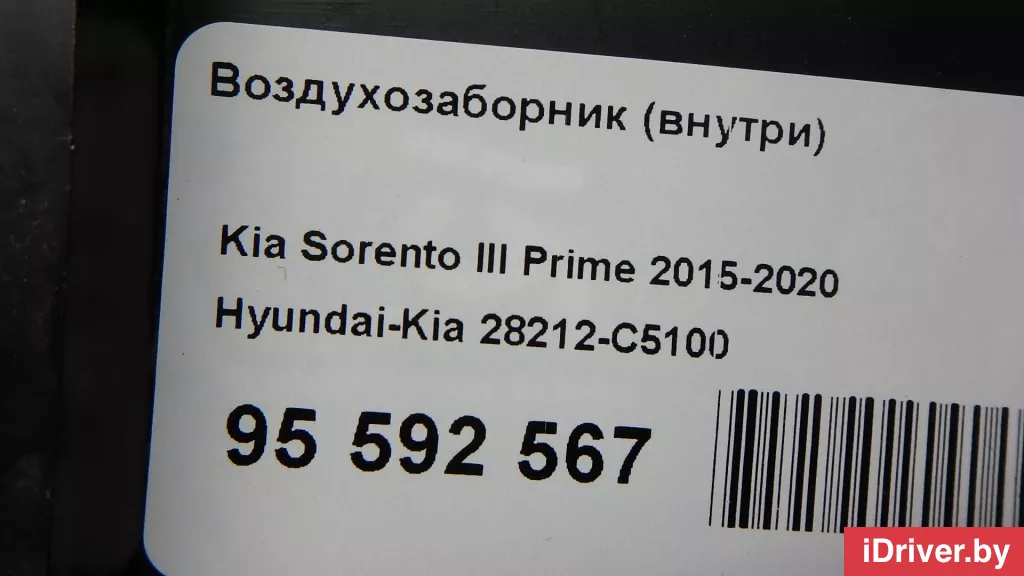 Воздухозаборник (внутри)
Kia Sorento III Prime 2015-2020
Hyundai-Kia 28212-C5100
95 592 567
iDriver.by